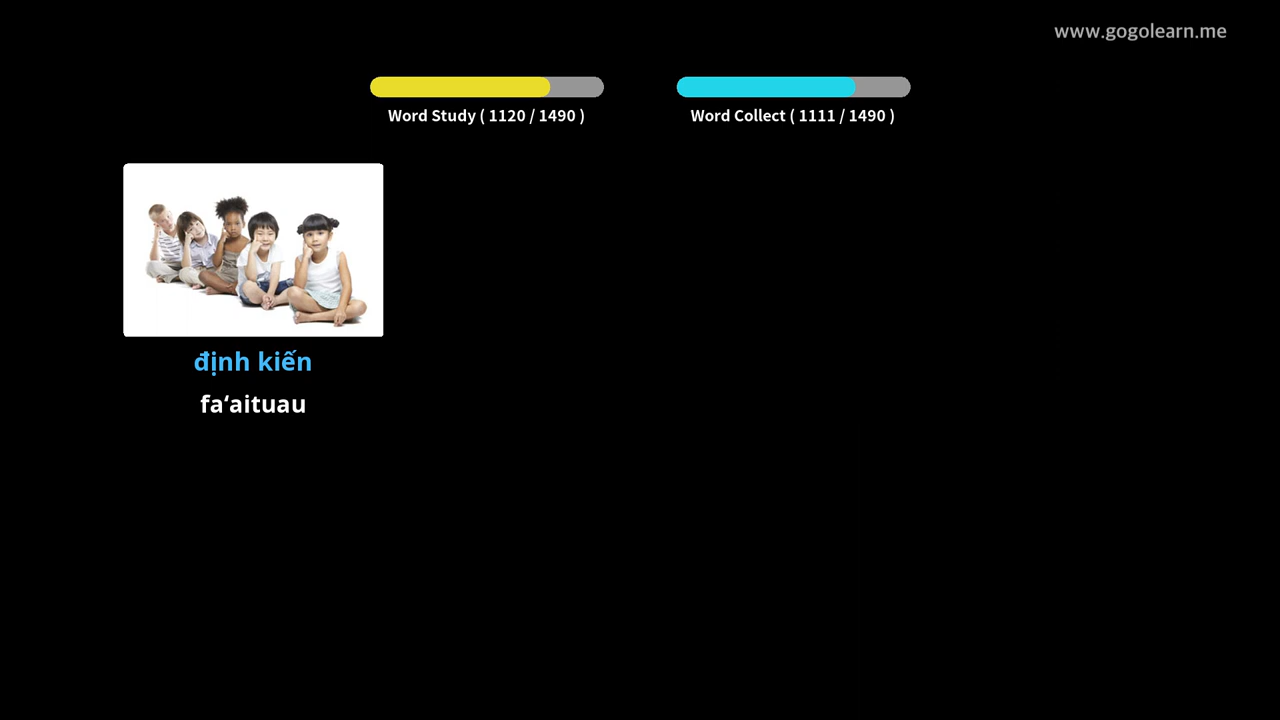 www.gogolearn.me
Word Study ( 1120 / 1490 )
Word Collect ( 1111 / 1490 )
định kiến
fa‘aituau